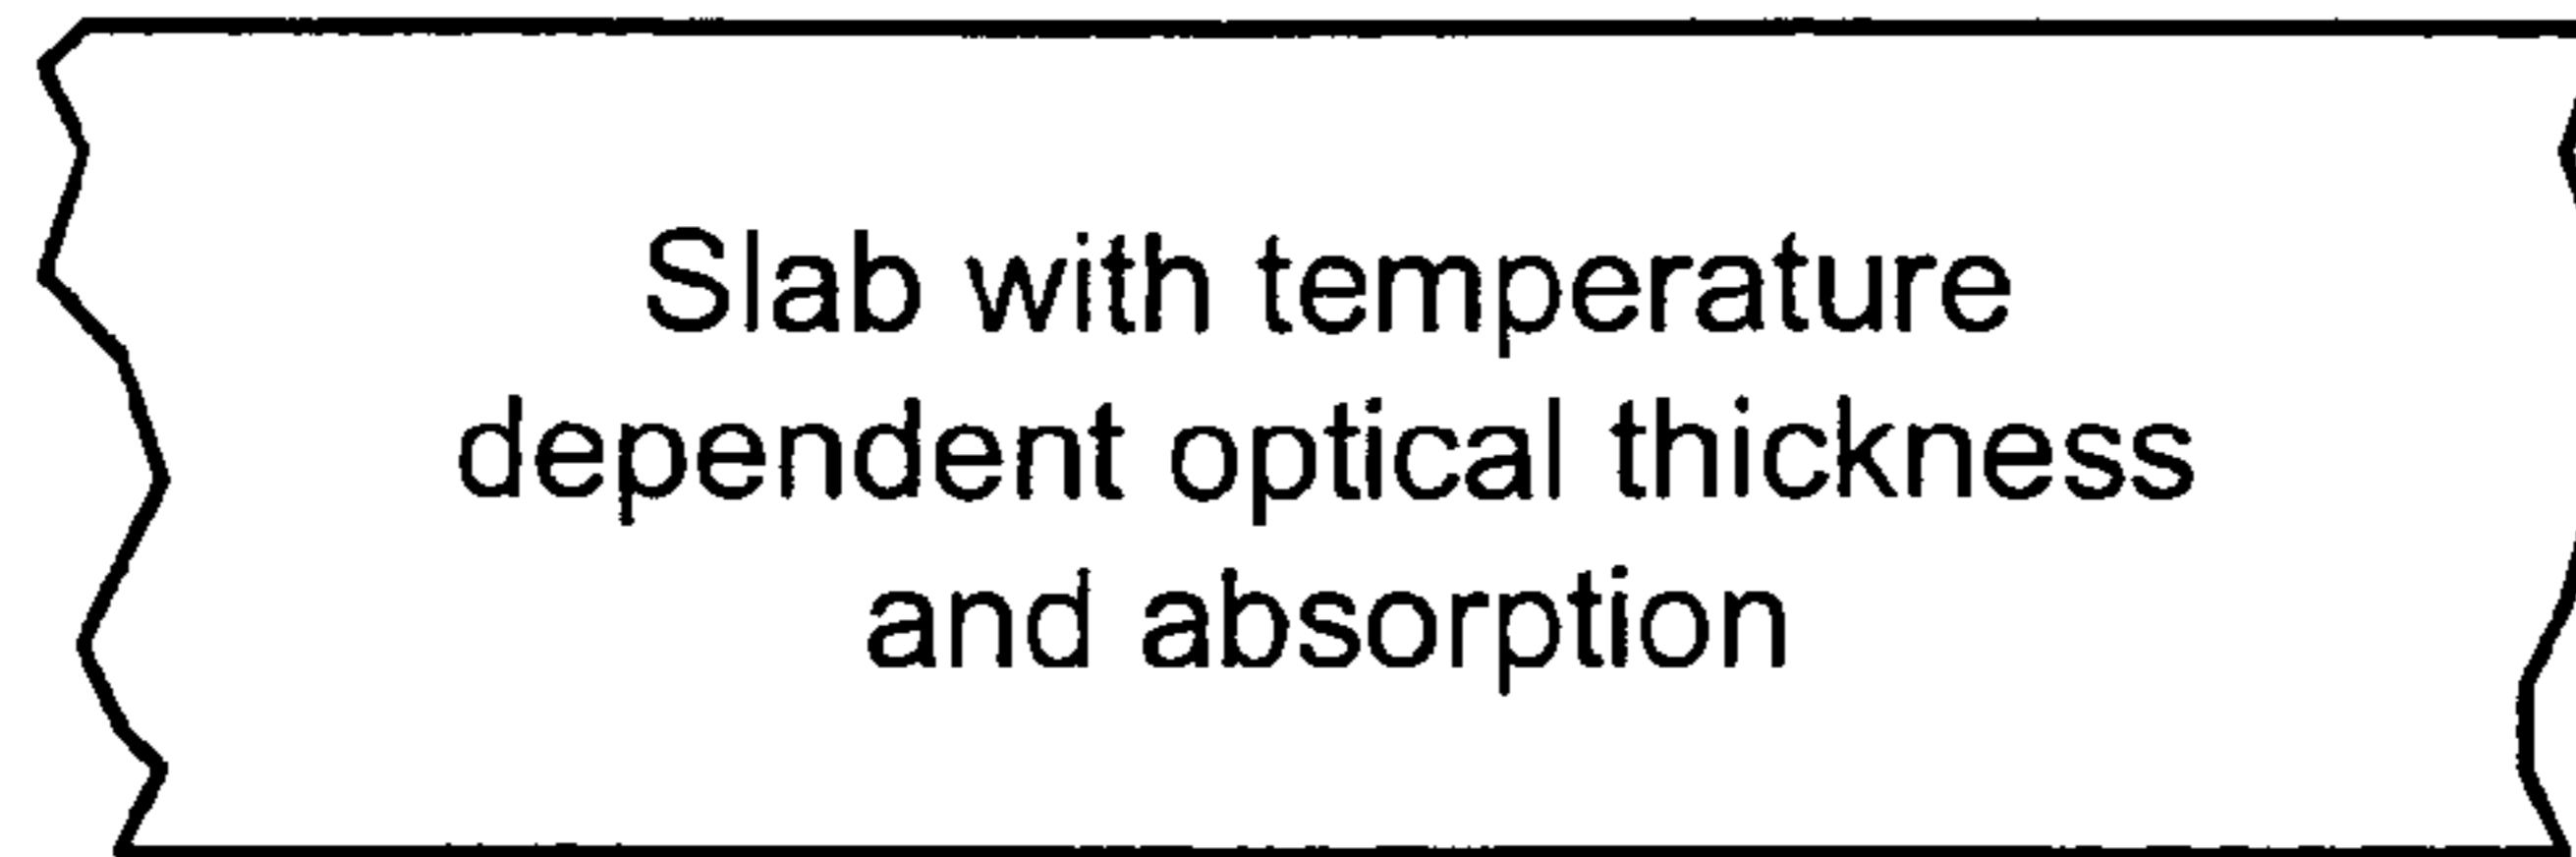 Slab with temperature
dependent optical thickness
and absorption